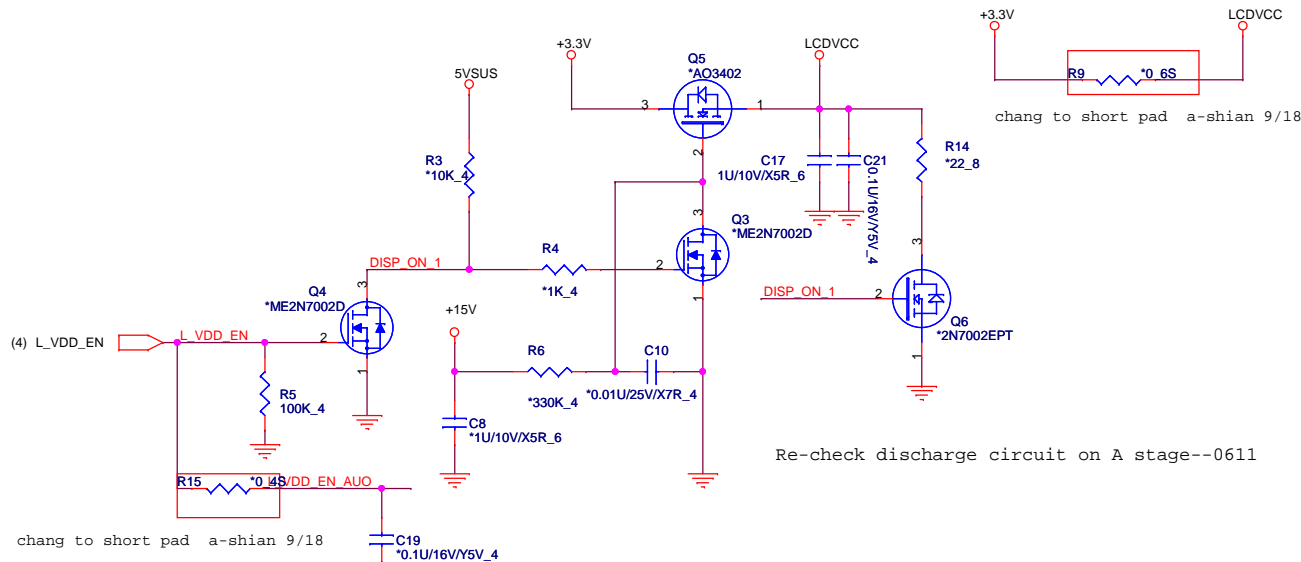 +3.3V
LCDVCC
R9
*0_6S
chang to short pad a-shian 9/18
+3.3V
LCDVCC
Q5
*AO3402
3
1
2
5VSUS
R3
*10K_4
C17
1U/10V/X5R_6
C21
*0.1U/16V/Y5V_4
R14
*22_8
Q3
*ME2N7002D
3
2
1
DISP_ON_1
R4
*1K_4
Q4
*ME2N7002D
3
2
1
(4) L_VDD_EN
L_VDD_EN
R5
100K_4
+15V
R6
*330K_4
C10
*0.01U/25V/X7R_4
C8
*1U/10V/X5R_6
DISP_ON_1
3
2
1
Q6
*2N7002EPT
Re-check discharge circuit on A stage--0611
R15
*0_4S
VDD_EN_AUO
chang to short pad a-shian 9/18
C19
*0.1U/16V/Y5V_4